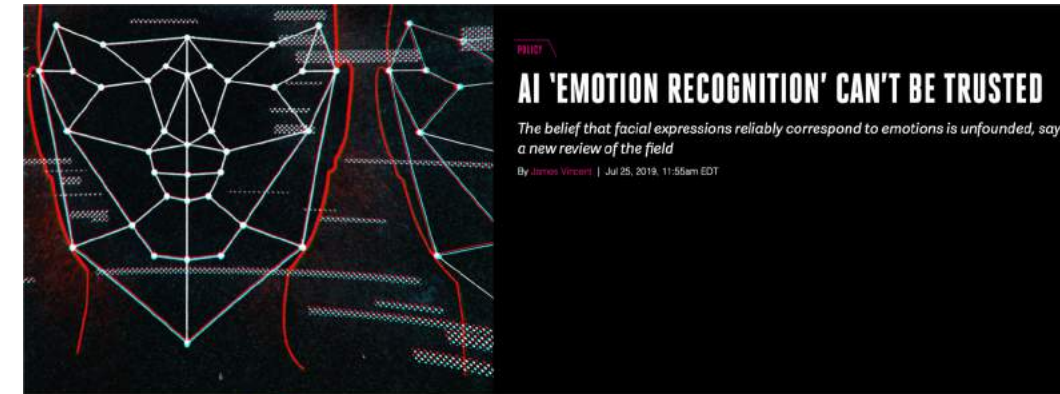 POLICY
AI 'EMOTION RECOGNITION' CAN'T BE TRUSTED
The belief that facial expressions reliably correspond to emotions is unfounded, say
a new review of the field
By James Vincent | Jul 25, 2019, 11:55am EDT